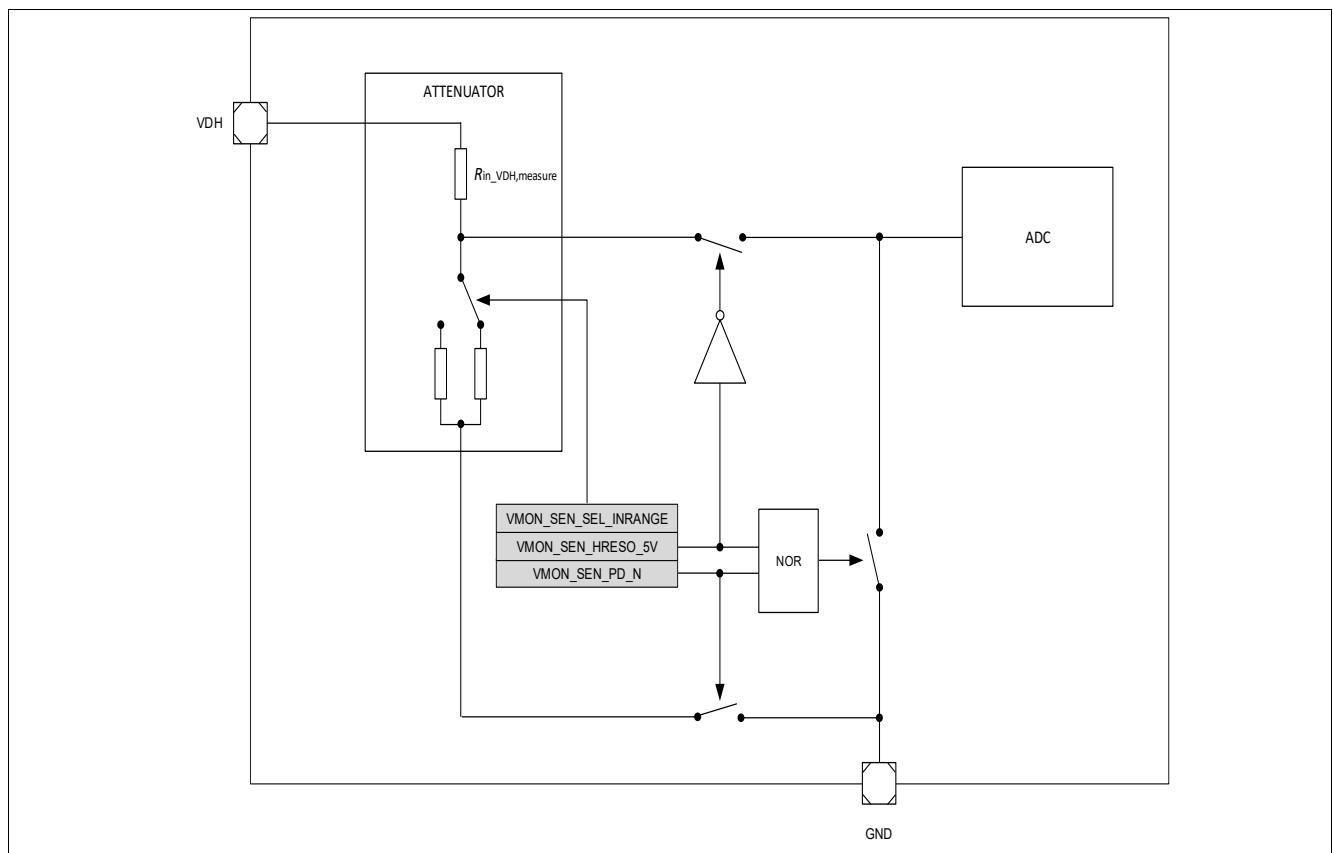 ATTENUATOR
VDH
Rin_VDH,measure
ADC
VMON_SEN_SEL_INRANGE
VMON_SEN_HRESO_5V
VMON_SEN_PD_N
NOR
GND